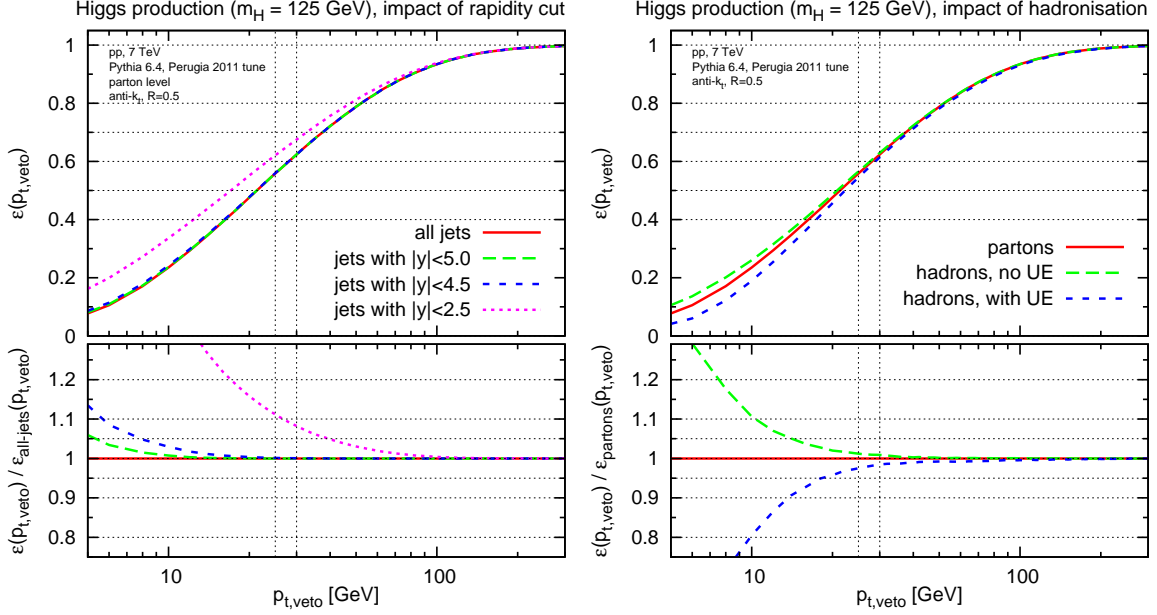 Higgs production (m_H = 125 GeV), impact of rapidity cut
pp, 7 TeV
Pythia 6.4, Perugia 2011 tune
parton level
anti-k_t, R=0.5
ε(p_t,veto)
1
0.8
0.6
0.4
0.2
0
all jets
jets with |y|<5.0
jets with |y|<4.5
jets with |y|<2.5
ε(p_t,veto) / ε_all-jets(p_t,veto)
1.2
1.1
1
0.9
0.8
10 100
p_t,veto [GeV]
Higgs production (m_H = 125 GeV), impact of hadronisation
pp, 7 TeV
Pythia 6.4, Perugia 2011 tune
anti-k_t, R=0.5
ε(p_t,veto)
1
0.8
0.6
0.4
0.2
0
partons
hadrons, no UE
hadrons, with UE
ε(p_t,veto) / ε_partons(p_t,veto)
1.2
1.1
1
0.9
0.8
10 100
p_t,veto [GeV]